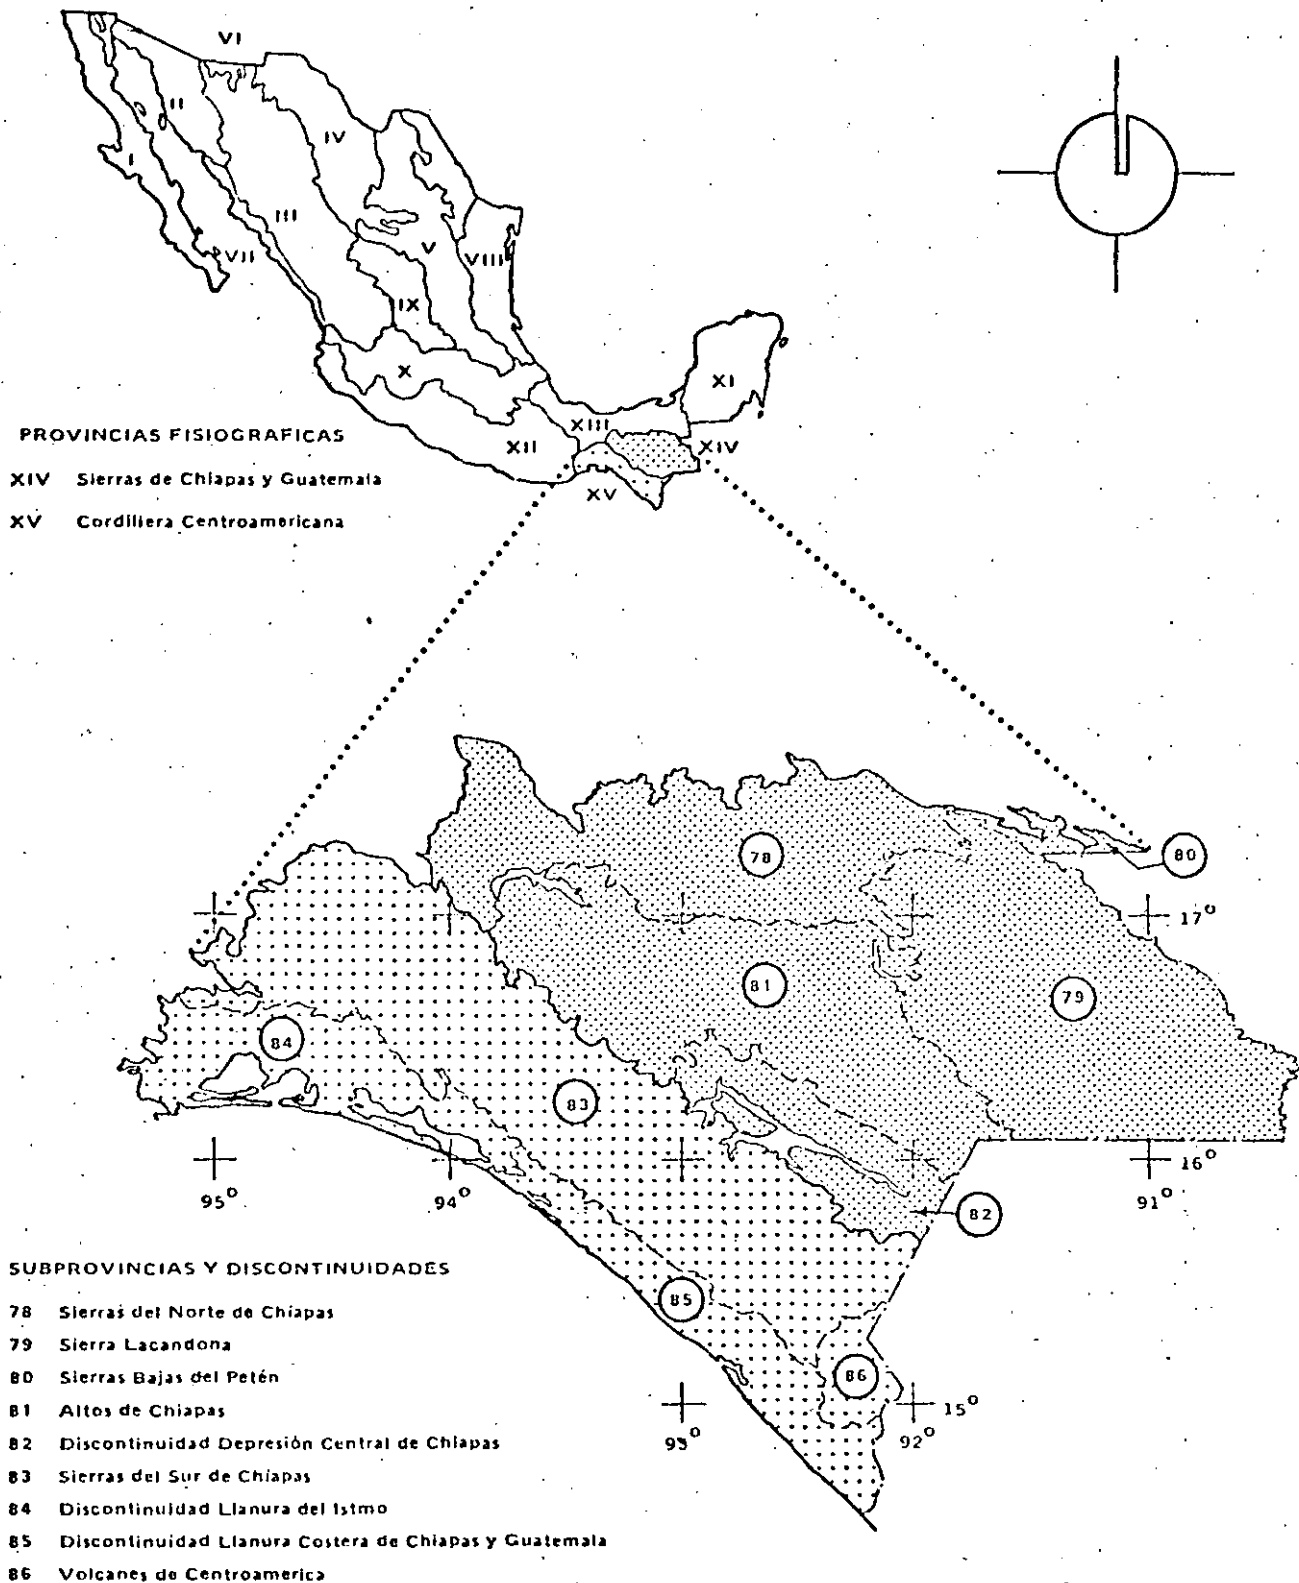 VI
II
IV
I
III
VII
V
VIII
IX
X
XI
XIII
XII
XIV
XV
PROVINCIAS FISIOGRAFICAS
XIV Sierras de Chiapas y Guatemala
XV Cordillera Centroamericana
78
80
17°
81
79
84
83
16°
95°
94°
91°
82
85
86
15°
93°
92°
SUBPROVINCIAS Y DISCONTINUIDADES
78 Sierras del Norte de Chiapas
79 Sierra Lacandona
80 Sierras Bajas del Petén
81 Altos de Chiapas
82 Discontinuidad Depresión Central de Chiapas
83 Sierras del Sur de Chiapas
84 Discontinuidad Llanura del Istmo
85 Discontinuidad Llanura Costera de Chiapas y Guatemala
86 Volcanes de Centroamerica